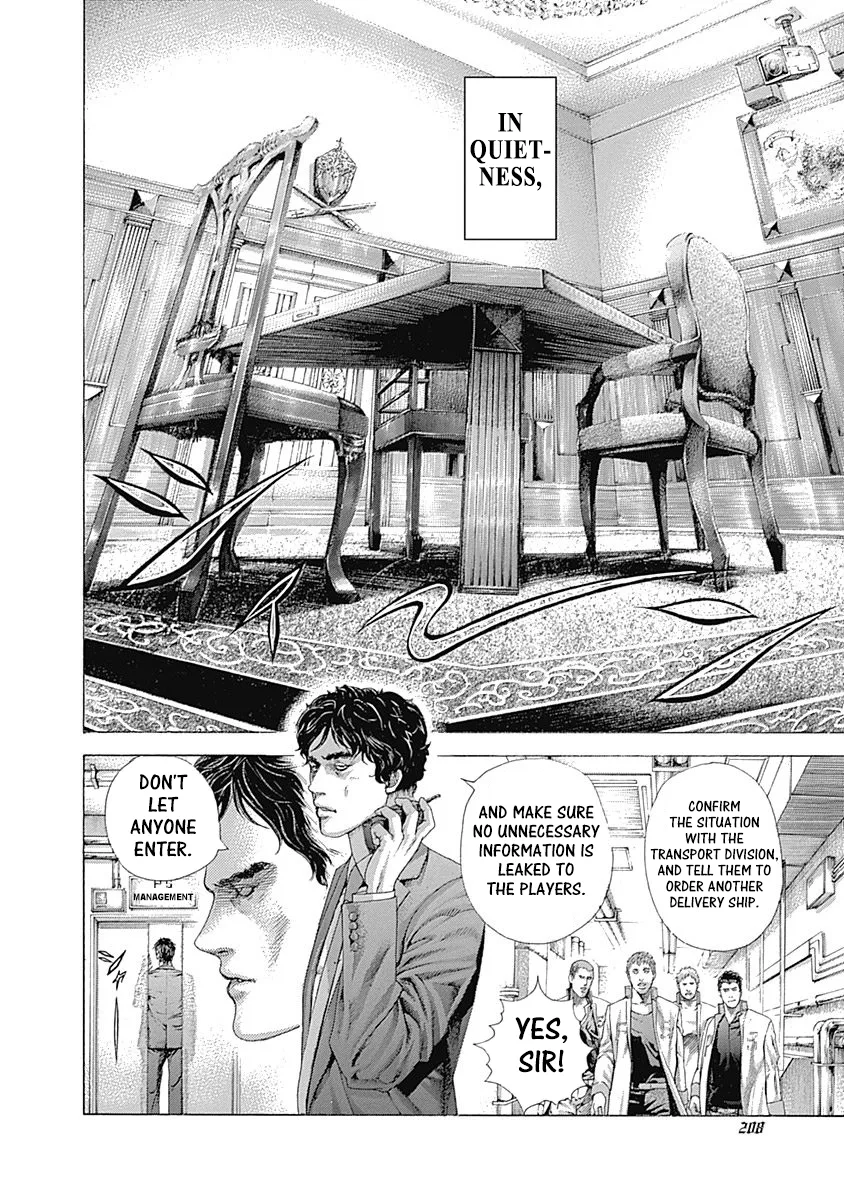 IN
QUIET-
NESS,
CONFIRM
THE SITUATION
WITH THE
TRANSPORT DIVISION,
AND TELL THEM TO
ORDER ANOTHER
DELIVERY SHIP.
AND MAKE SURE
NO UNNECESSARY
INFORMATION IS
LEAKED TO
THE PLAYERS.
YES,
SIR!
DON'T
LET
ANYONE
ENTER.
MANAGEMENT
208